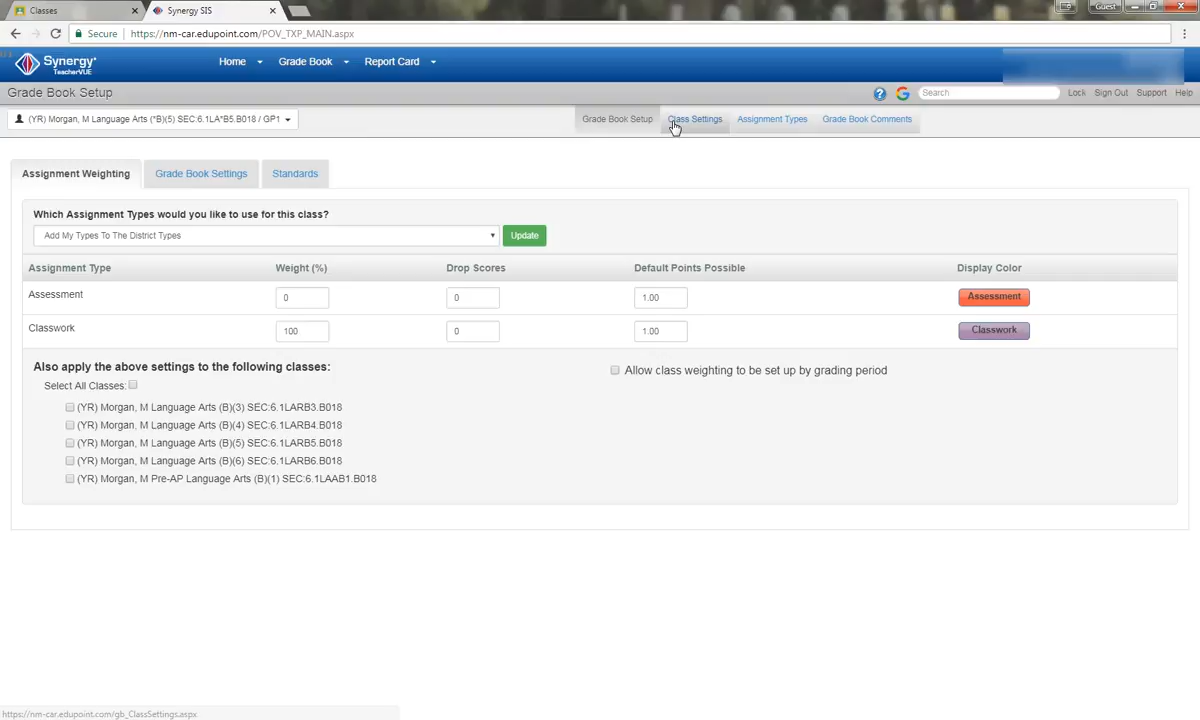 Classes
Synergy SIS
Guest
Secure
https://nm-car.edupoint.com/POV_TXP_MAIN.aspx
Synergy
TeacherVUE
Home
Grade Book
Report Card
Grade Book Setup
Search
Lock
Sign Out
Support
Help
(YR) Morgan, M Language Arts (*B)(5) SEC:6.1LA*B5.B018 / GP1
Grade Book Setup
Class Settings
Assignment Types
Grade Book Comments
Assignment Weighting
Grade Book Settings
Standards
Which Assignment Types would you like to use for this class?
Add My Types To The District Types
Update
Assignment Type
Weight (%)
Drop Scores
Default Points Possible
Display Color
Assessment
0
0
1.00
Assessment
Classwork
100
0
1.00
Classwork
Also apply the above settings to the following classes:
Allow class weighting to be set up by grading period
Select All Classes:
(YR) Morgan, M Language Arts (B)(3) SEC:6.1LARB3.B018
(YR) Morgan, M Language Arts (B)(4) SEC:6.1LARB4.B018
(YR) Morgan, M Language Arts (B)(5) SEC:6.1LARB5.B018
(YR) Morgan, M Language Arts (B)(6) SEC:6.1LARB6.B018
(YR) Morgan, M Pre-AP Language Arts (B)(1) SEC:6.1LAAB1.B018
https://nm-car.edupoint.com/gb_ClassSettings.aspx